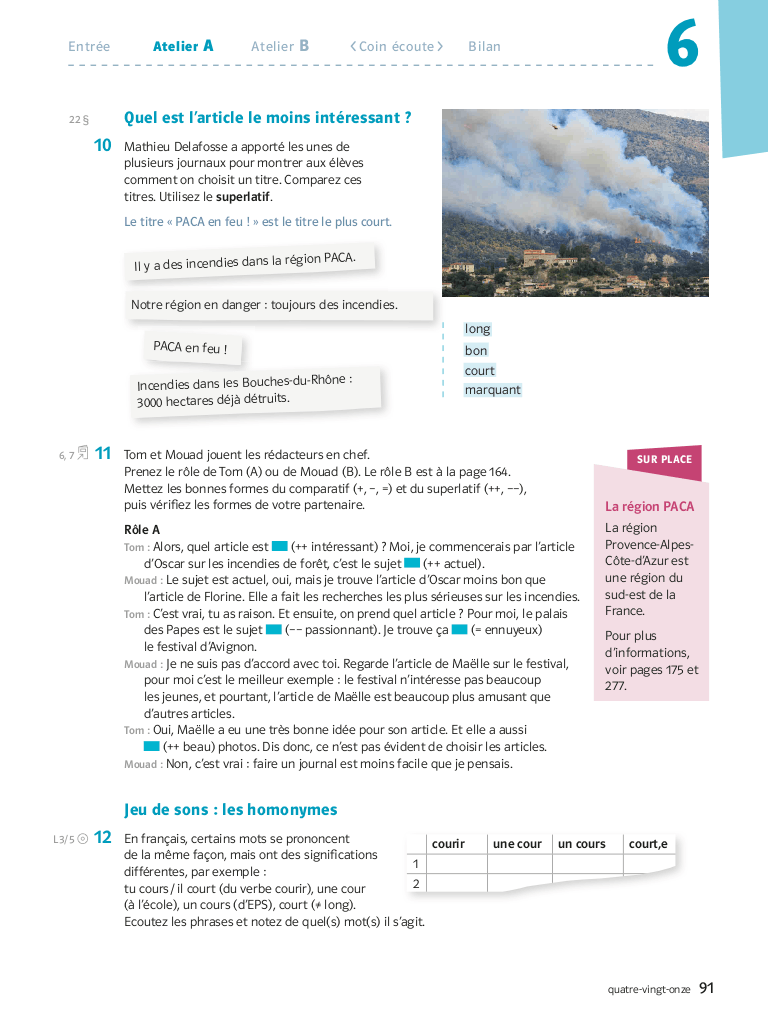 Entrée Atelier A Atelier B <Coin écoute> Bilan 6
22 § Quel est l'article le moins intéressant ?
10 Mathieu Delafosse a apporté les unes de
plusieurs journaux pour montrer aux élèves
comment on choisit un titre. Comparez ces
titres. Utilisez le superlatif.
Le titre « PACA en feu ! » est le titre le plus court.
Il y a des incendies dans la région PACA.
Notre région en danger : toujours des incendies.
PACA en feu !
Incendies dans les Bouches-du-Rhône :
3000 hectares déjà détruits.
long
bon
court
marquant
6, 7 11 Tom et Mouad jouent les rédacteurs en chef.
Prenez le rôle de Tom (A) ou de Mouad (B). Le rôle B est à la page 164.
Mettez les bonnes formes du comparatif (+, –, =) et du superlatif (++, ––),
puis vérifiez les formes de votre partenaire.
Rôle A
Tom : Alors, quel article est (++ intéressant) ? Moi, je commencerais par l'article
d'Oscar sur les incendies de forêt, c'est le sujet (++ actuel).
Mouad : Le sujet est actuel, oui, mais je trouve l'article d'Oscar moins bon que
l'article de Florine. Elle a fait les recherches les plus sérieuses sur les incendies.
Tom : C'est vrai, tu as raison. Et ensuite, on prend quel article ? Pour moi, le palais
des Papes est le sujet (–– passionnant). Je trouve ça (= ennuyeux)
le festival d'Avignon.
Mouad : Je ne suis pas d'accord avec toi. Regarde l'article de Maëlle sur le festival,
pour moi c'est le meilleur exemple : le festival n'intéresse pas beaucoup
les jeunes, et pourtant, l'article de Maëlle est beaucoup plus amusant que
d'autres articles.
Tom : Oui, Maëlle a eu une très bonne idée pour son article. Et elle a aussi
(++ beau) photos. Dis donc, ce n'est pas évident de choisir les articles.
Mouad : Non, c'est vrai : faire un journal est moins facile que je pensais.
SUR PLACE
La région PACA
La région
Provence-Alpes-
Côte-d'Azur est
une région du
sud-est de la
France.
Pour plus
d'informations,
voir pages 175 et
277.
Jeu de sons : les homonymes
L3/5 12 En français, certains mots se prononcent
de la même façon, mais ont des significations
différentes, par exemple :
tu cours / il court (du verbe courir), une cour
(à l'école), un cours (d'EPS), court (≠ long).
Ecoutez les phrases et notez de quel(s) mot(s) il s'agit.
courir une cour un cours court,e
1
2
quatre-vingt-onze 91